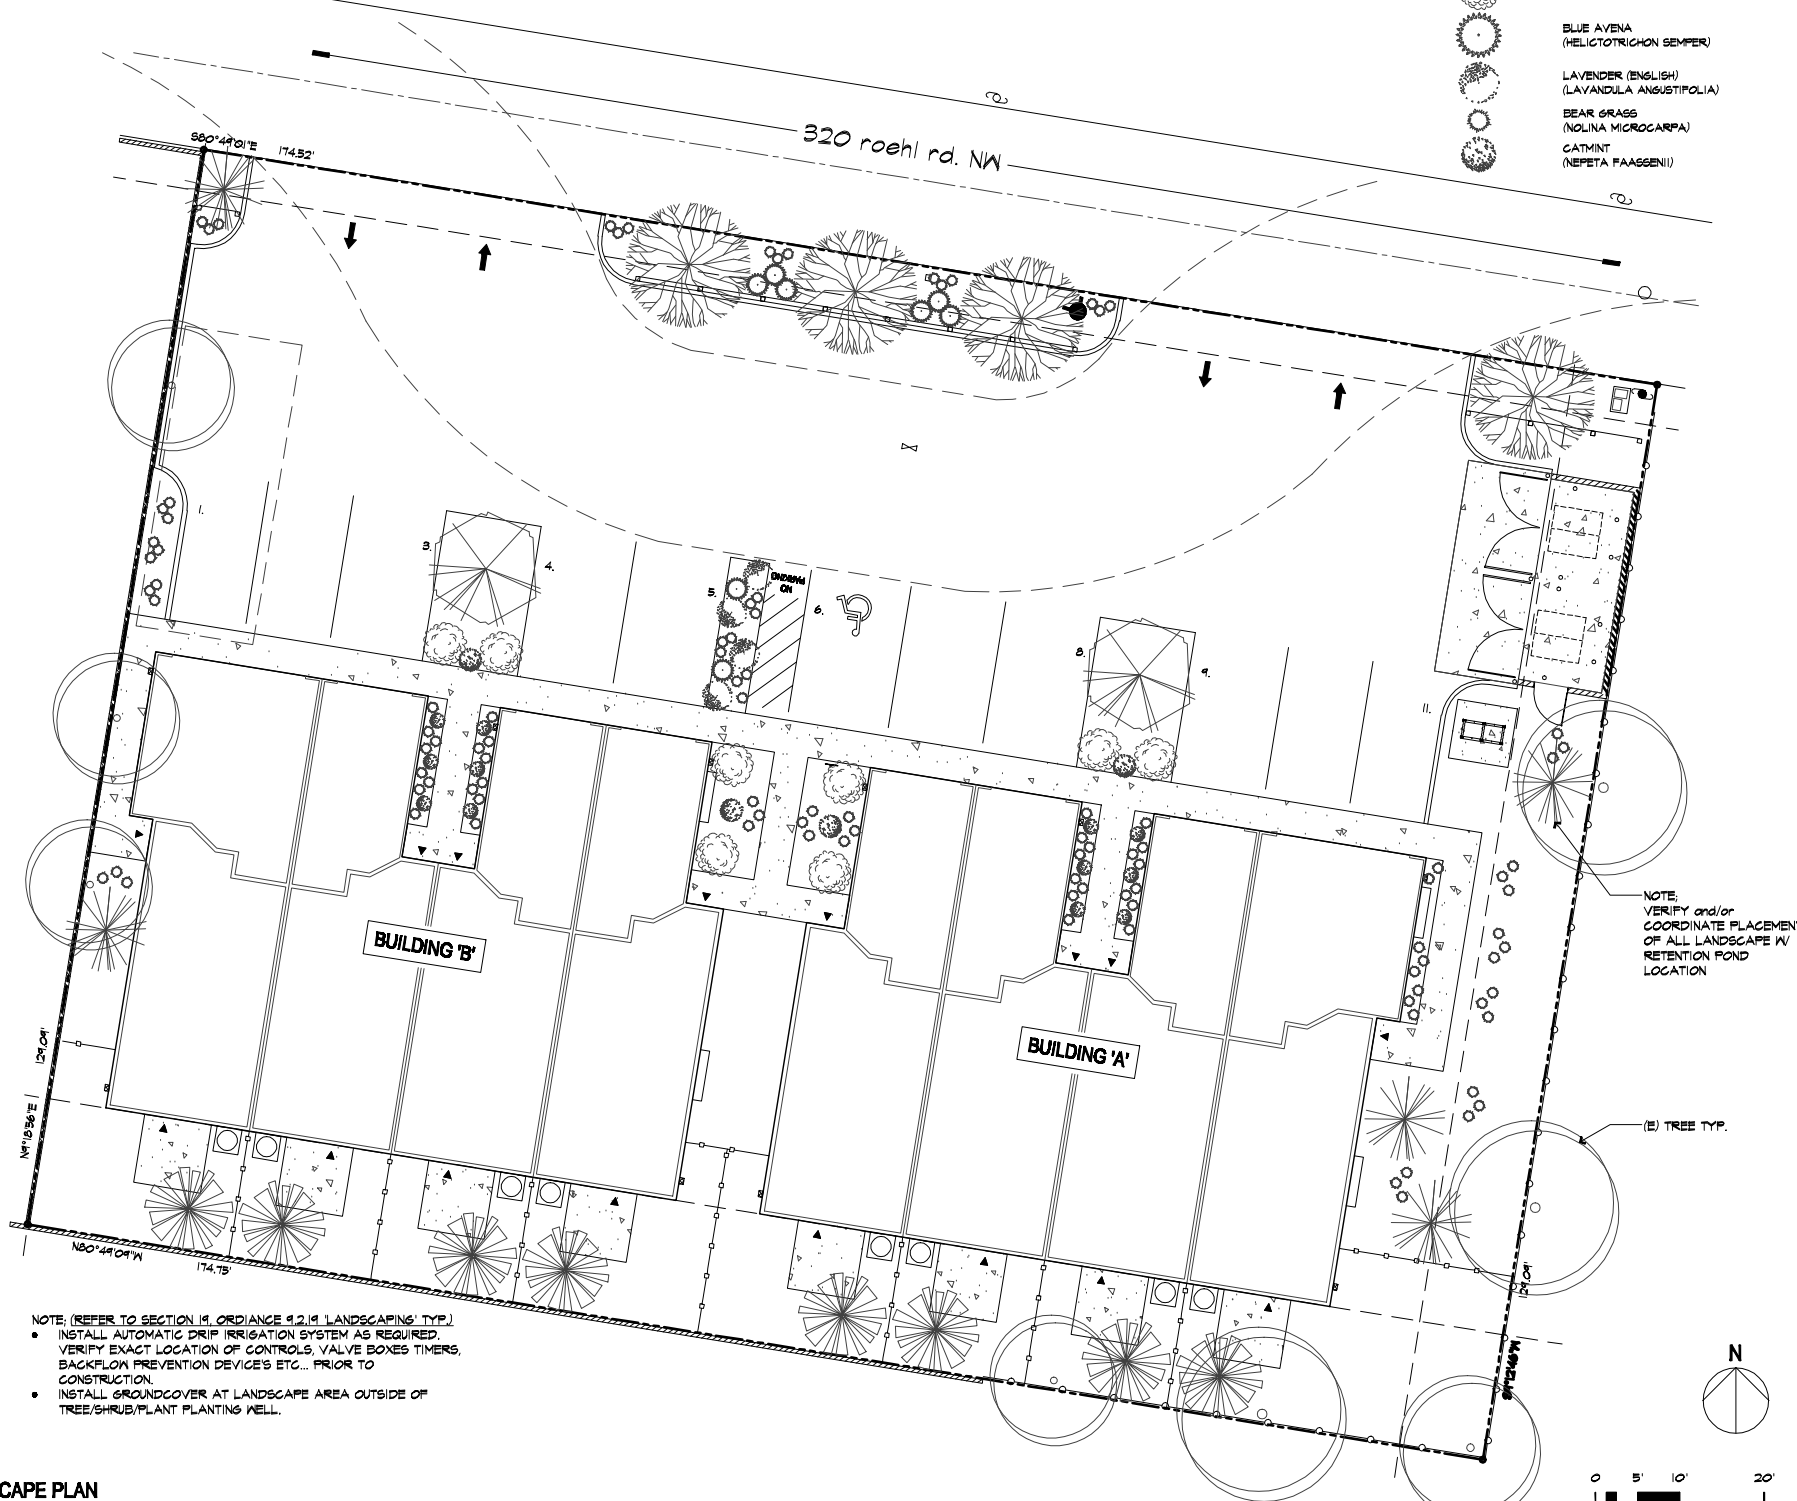 BLUE AVENA
(HELICTOTRICHON SEMPER)
LAVENDER (ENGLISH)
(LAVANDULA ANGUSTIFOLIA)
BEAR GRASS
(NOLINA MICROCARPA)
CATMINT
(NEPETA FAASSENII)
320 roehl rd. NW
S80°49'01"E 174.52'
1.
3.
4.
5.
NO
PARKING
6.
8.
9.
11.
BUILDING 'B'
BUILDING 'A'
NOTE;
VERIFY and/or
COORDINATE PLACEMENT
OF ALL LANDSCAPE W/
RETENTION POND
LOCATION
(E) TREE TYP.
129.09'
N9°18'36"E
N80°49'09"W
174.73'
NOTE; (REFER TO SECTION 19, ORDIANCE 9.2.19 'LANDSCAPING' TYP.)
• INSTALL AUTOMATIC DRIP IRRIGATION SYSTEM AS REQUIRED.
VERIFY EXACT LOCATION OF CONTROLS, VALVE BOXES TIMERS,
BACKFLOW PREVENTION DEVICE'S ETC... PRIOR TO
CONSTRUCTION.
• INSTALL GROUNDCOVER AT LANDSCAPE AREA OUTSIDE OF
TREE/SHRUB/PLANT PLANTING WELL.
N
0 5' 10' 20'
CAPE PLAN